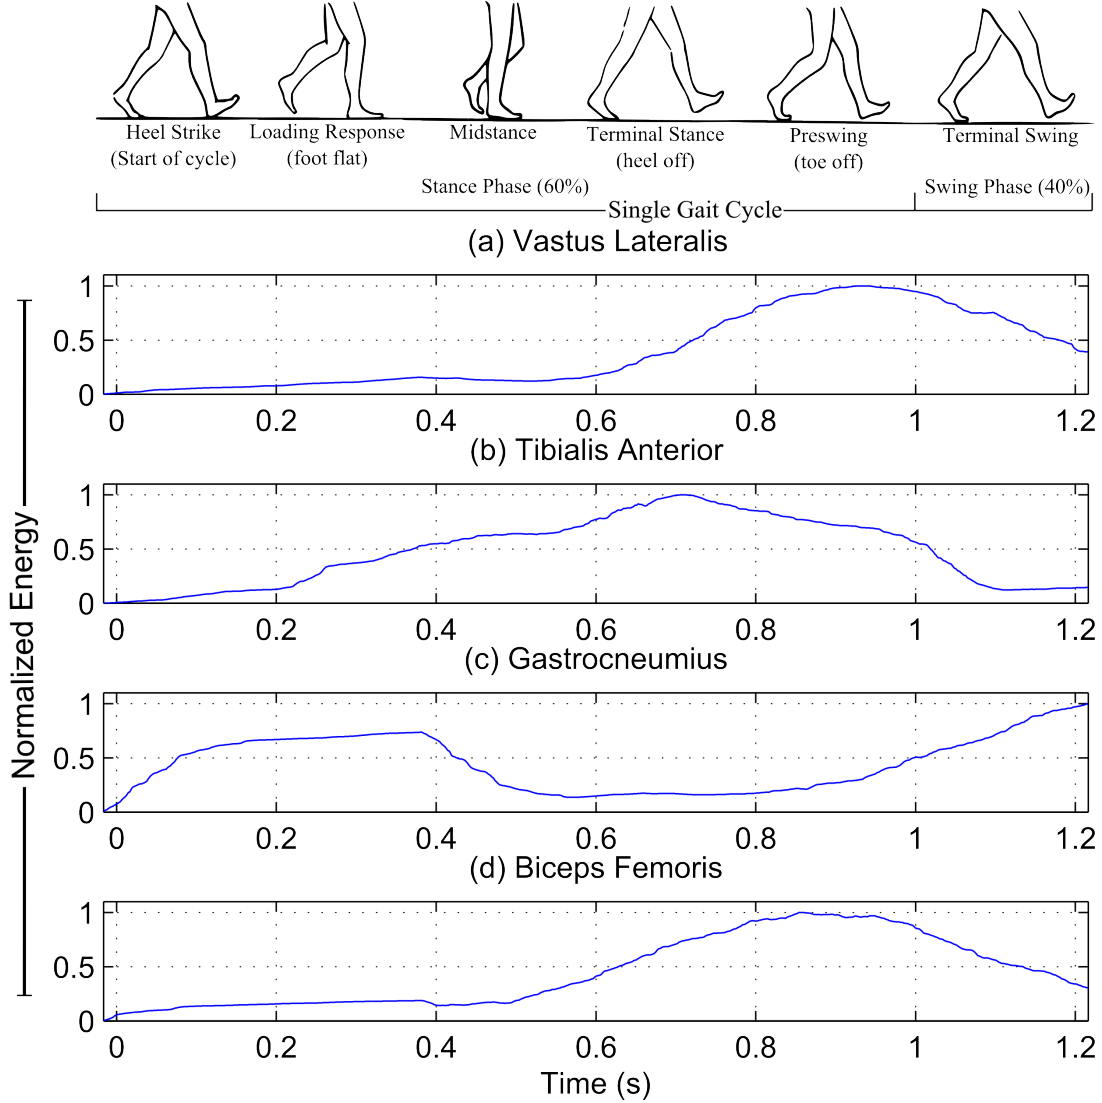 Heel Strike Loading Response Midstance Terminal Stance Preswing Terminal Swing
(Start of cycle) (foot flat) (heel off) (toe off)
Stance Phase (60%) Swing Phase (40%)
Single Gait Cycle
(a) Vastus Lateralis
1
0.5
0
0 0.2 0.4 0.6 0.8 1 1.2
(b) Tibialis Anterior
1
0.5
0
0 0.2 0.4 0.6 0.8 1 1.2
(c) Gastrocneumius
1
0.5
0
0 0.2 0.4 0.6 0.8 1 1.2
(d) Biceps Femoris
1
0.5
0
0 0.2 0.4 0.6 0.8 1 1.2
Time (s)
Normalized Energy